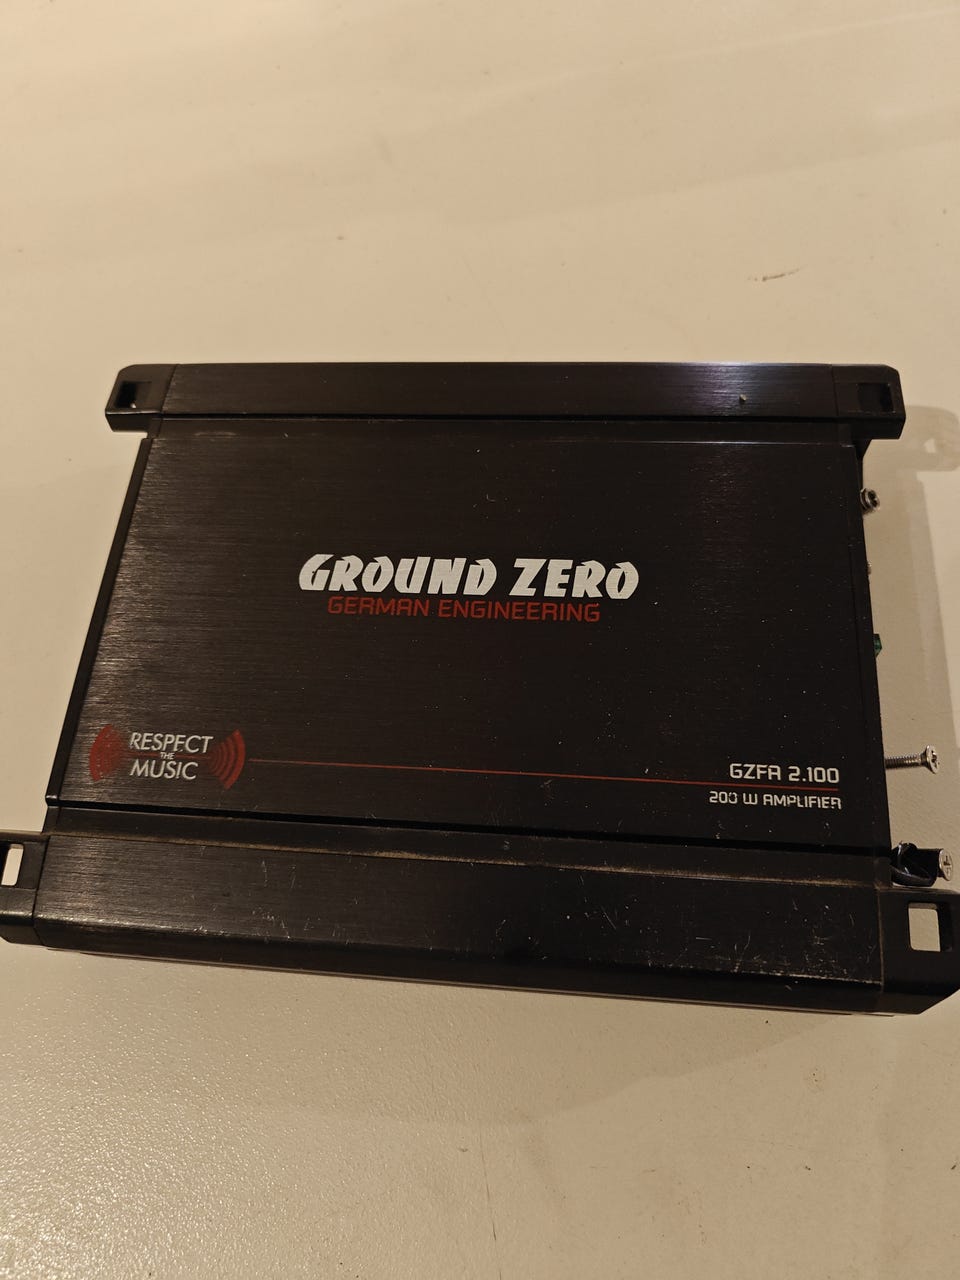 GROUND ZERO
GERMAN ENGINEERING
RESPECT
THE
MUSIC
GZFA 2.100
200 W AMPLIFIER